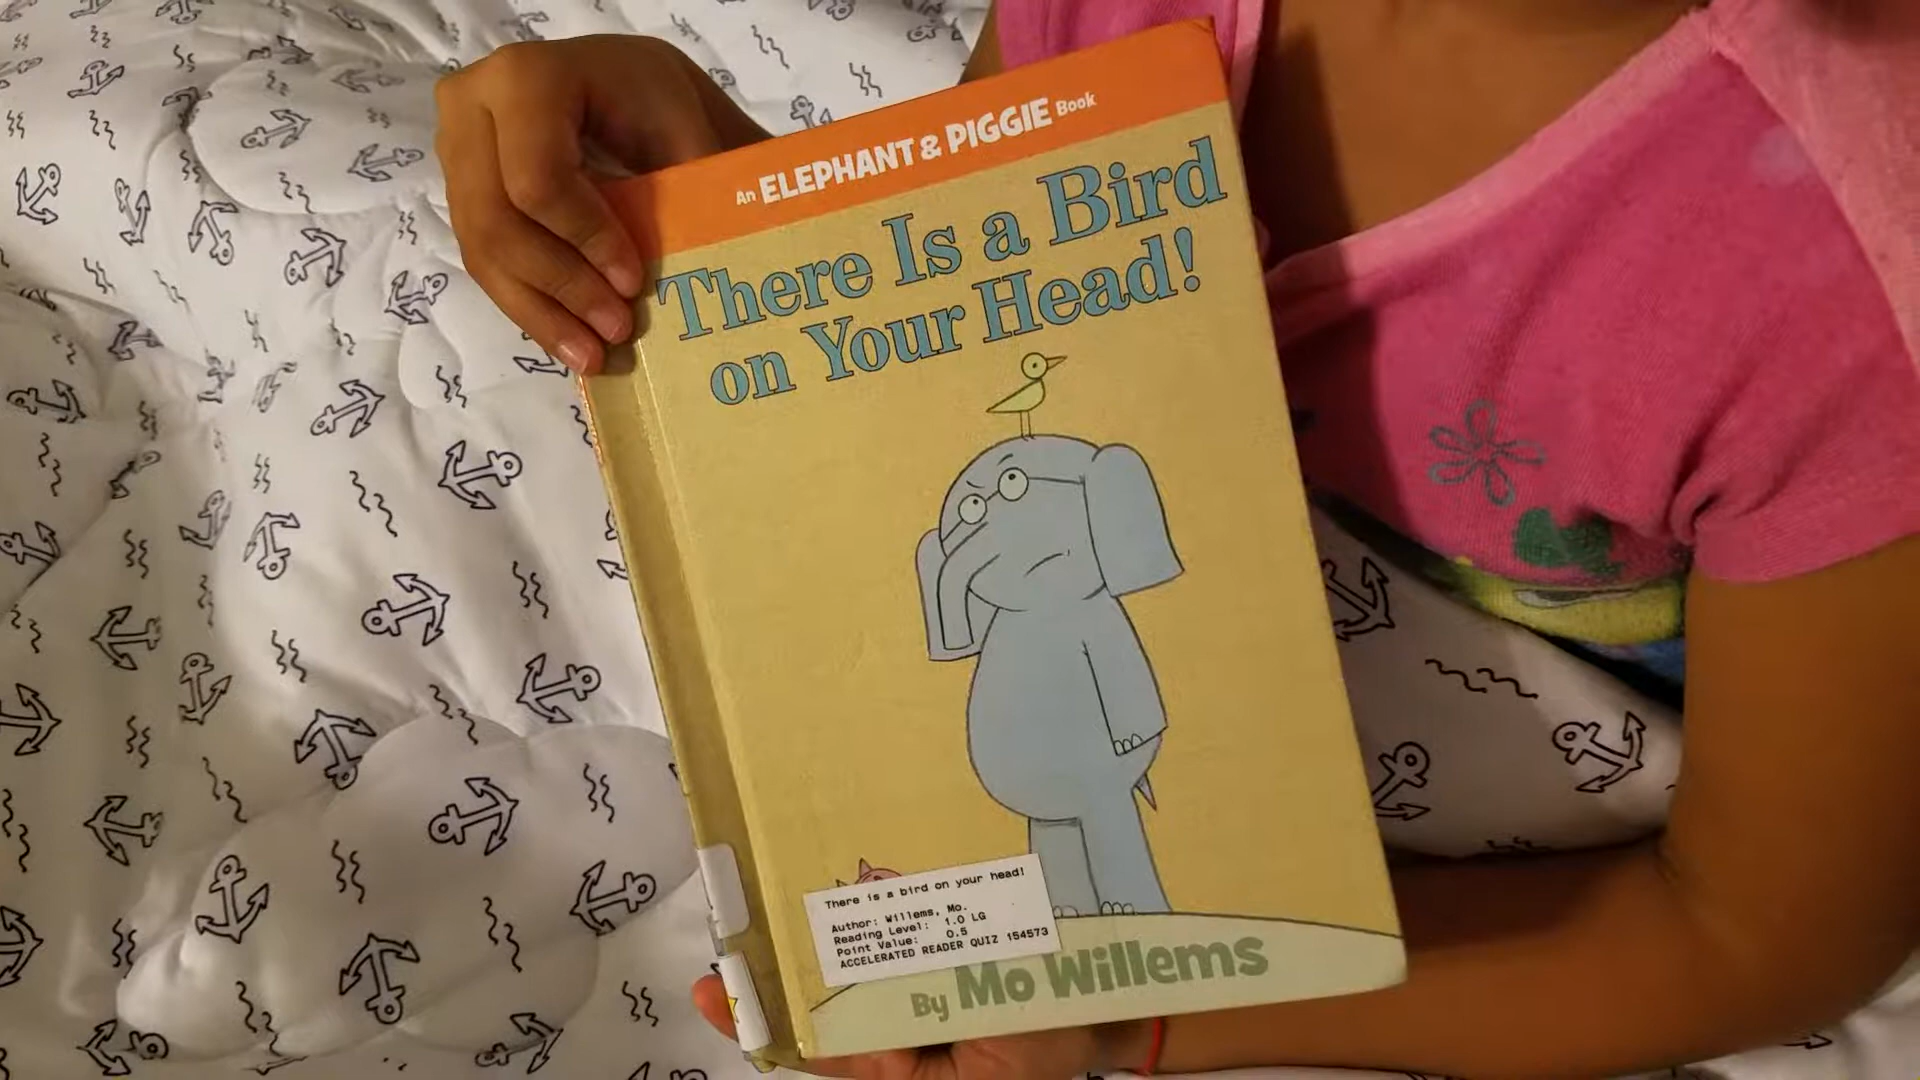 An ELEPHANT & PIGGIE Book
There Is a Bird
on Your Head!
There is a bird on your head!
Author: Willems, Mo.
Reading Level: 1.0 LG
Point Value: 0.5
ACCELERATED READER QUIZ 154573
By Mo Willems